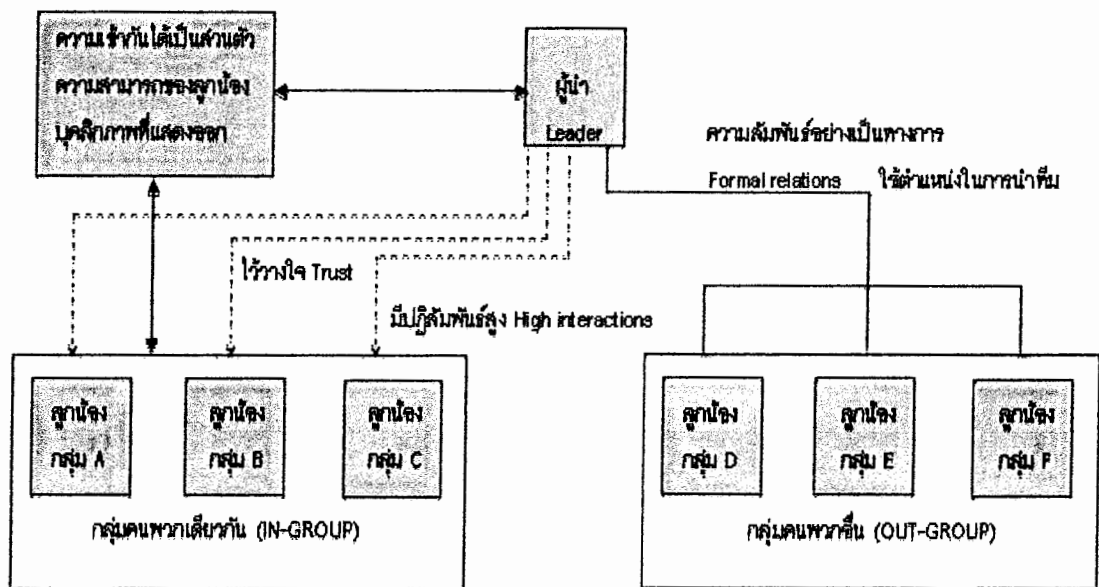 ความเข้ากันได้เป็นส่วนตัว
ความสามารถของลูกน้อง
บุคลิกภาพที่แสดงออก
ผู้นำ
Leader
ความสัมพันธ์อย่างเป็นทางการ
Formal relations ใช้ตำแหน่งในการนำทีม
ไว้วางใจ Trust
มีปฏิสัมพันธ์สูง High interactions
ลูกน้อง
กลุ่ม A
ลูกน้อง
กลุ่ม B
ลูกน้อง
กลุ่ม C
กลุ่มคนพวกเดียวกัน (IN-GROUP)
ลูกน้อง
กลุ่ม D
ลูกน้อง
กลุ่ม E
ลูกน้อง
กลุ่ม F
กลุ่มคนพวกอื่น (OUT-GROUP)